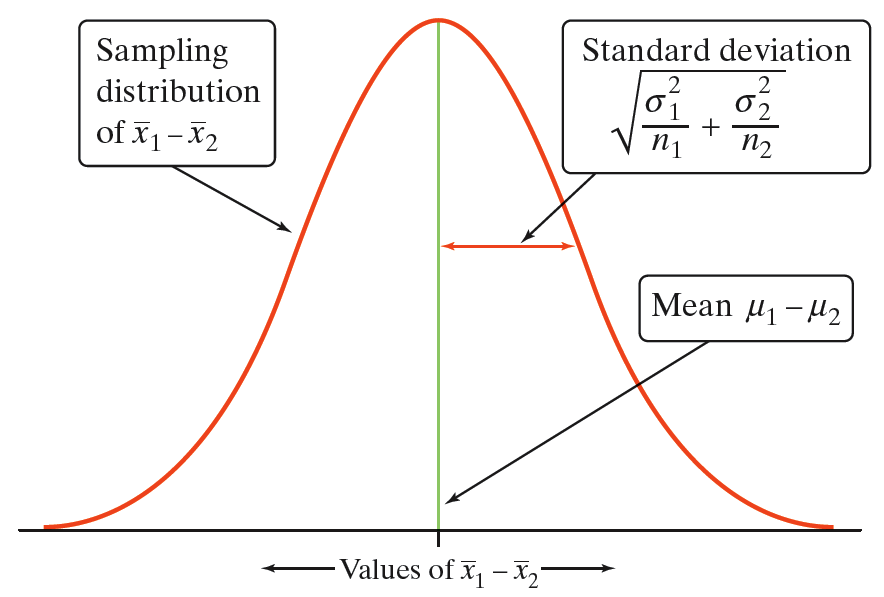 Sampling
distribution
of x̄₁ – x̄₂
Standard deviation
√(σ₁²/n₁ + σ₂²/n₂)
Mean μ₁ – μ₂
Values of x̄₁ – x̄₂